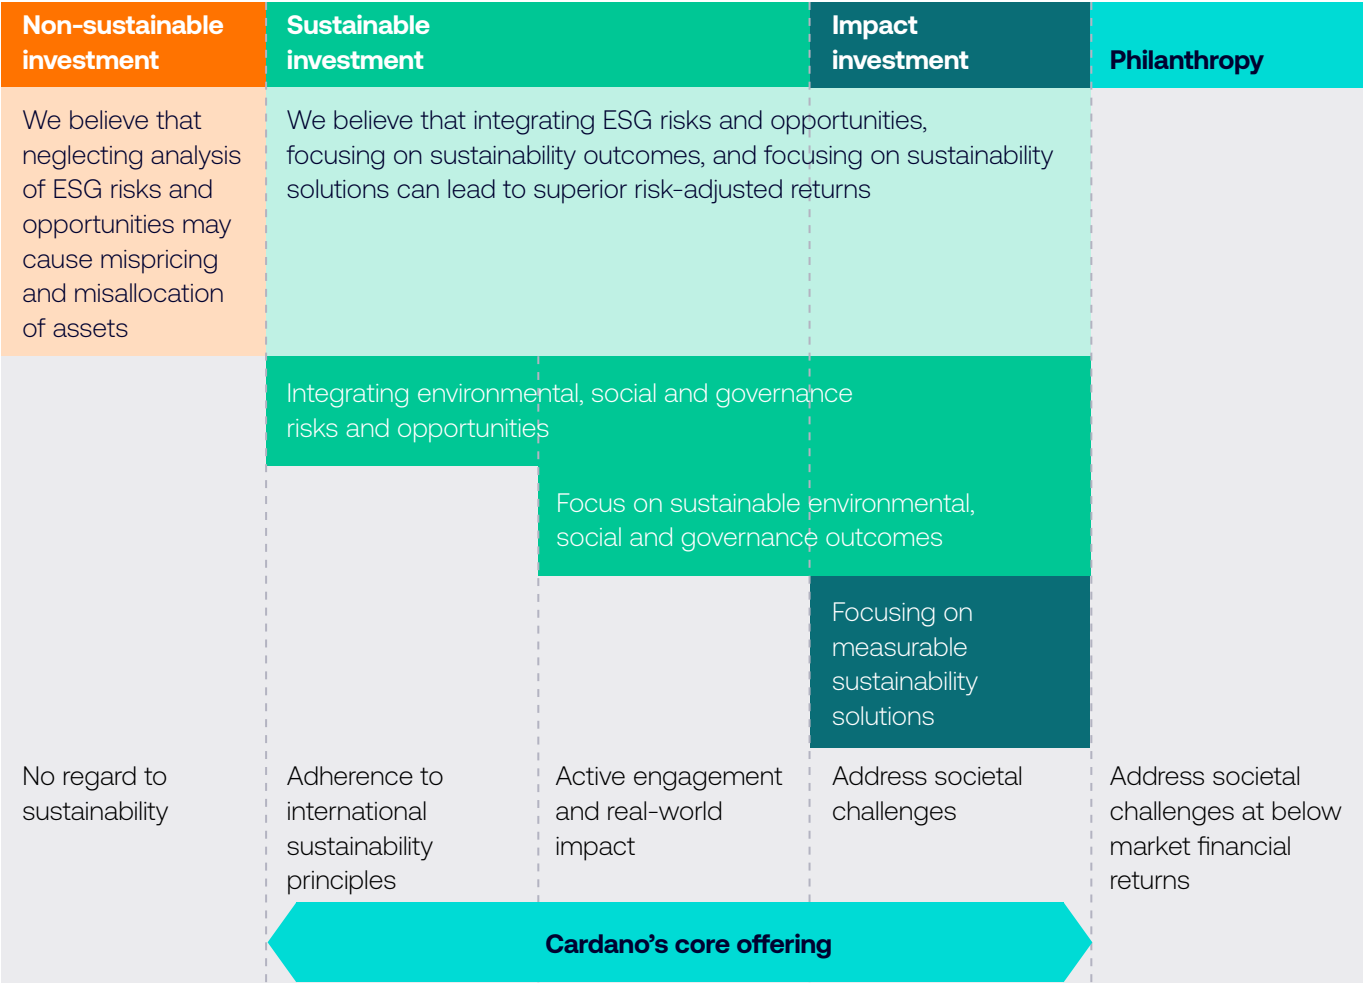 Non-sustainable
investment
Sustainable
investment
Impact
investment
Philanthropy
We believe that
neglecting analysis
of ESG risks and
opportunities may
cause mispricing
and misallocation
of assets
We believe that integrating ESG risks and opportunities,
focusing on sustainability outcomes, and focusing on sustainability
solutions can lead to superior risk-adjusted returns
Integrating environmental, social and governance
risks and opportunities
Focus on sustainable environmental,
social and governance outcomes
Focusing on
measurable
sustainability
solutions
No regard to
sustainability
Adherence to
international
sustainability
principles
Active engagement
and real-world
impact
Address societal
challenges
Address societal
challenges at below
market financial
returns
Cardano’s core offering